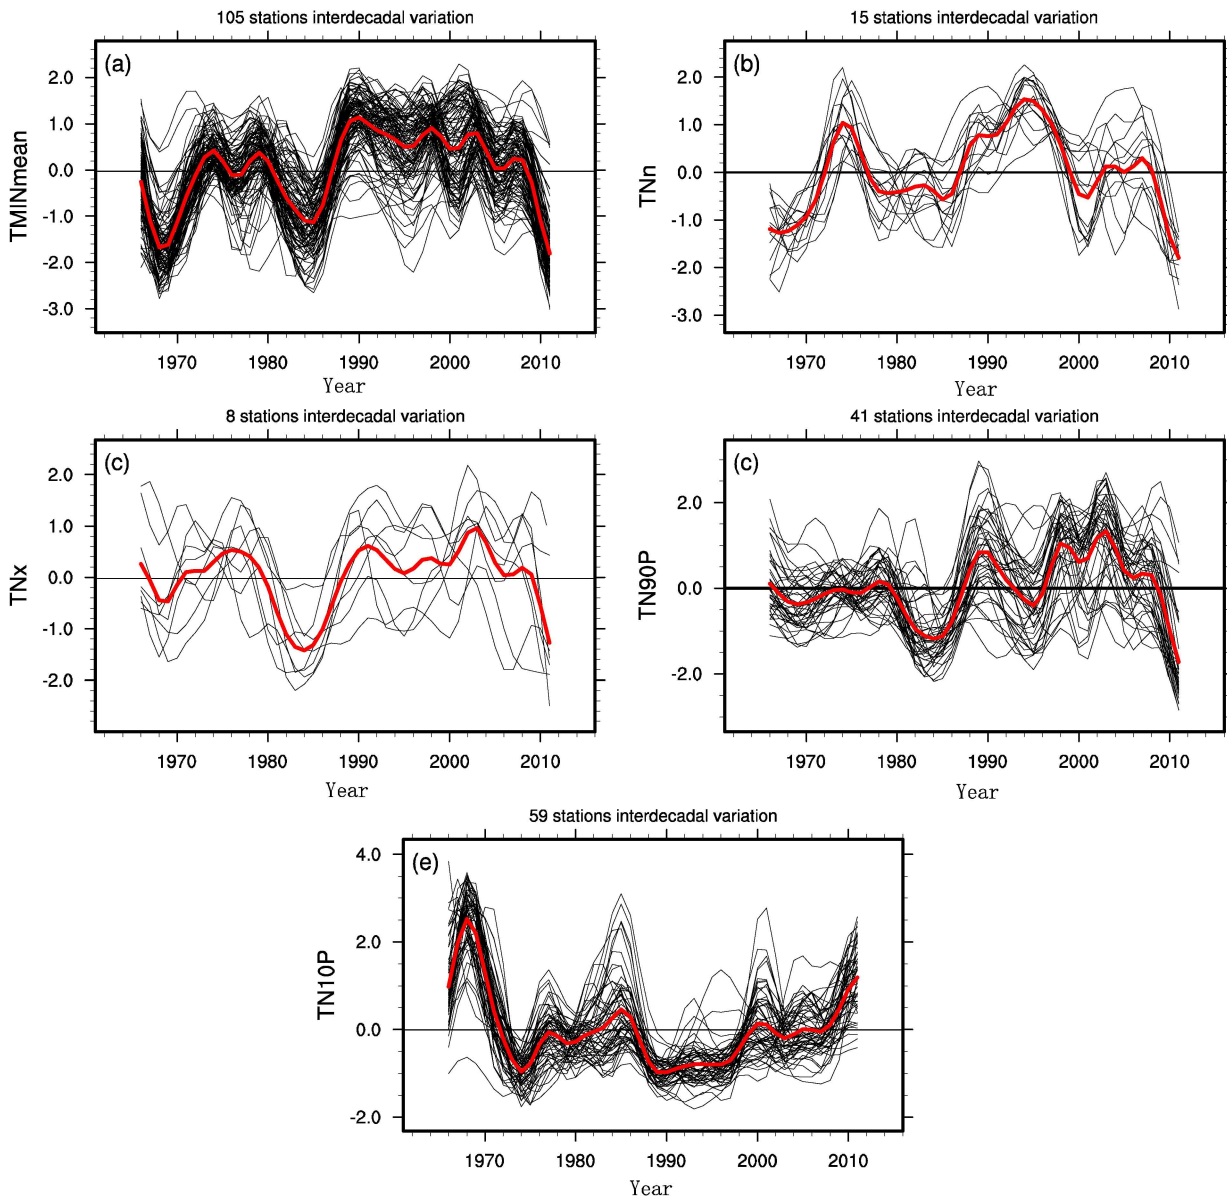 105 stations interdecadal variation
(a)
TMINmean
2.0
1.0
0.0
-1.0
-2.0
-3.0
1970 1980 1990 2000 2010
Year
15 stations interdecadal variation
(b)
TNn
2.0
1.0
0.0
-1.0
-2.0
-3.0
1970 1980 1990 2000 2010
Year
8 stations interdecadal variation
(c)
TNx
2.0
1.0
0.0
-1.0
-2.0
1970 1980 1990 2000 2010
Year
41 stations interdecadal variation
(c)
TN90P
2.0
0.0
-2.0
1970 1980 1990 2000 2010
Year
59 stations interdecadal variation
(e)
TN10P
4.0
2.0
0.0
-2.0
1970 1980 1990 2000 2010
Year